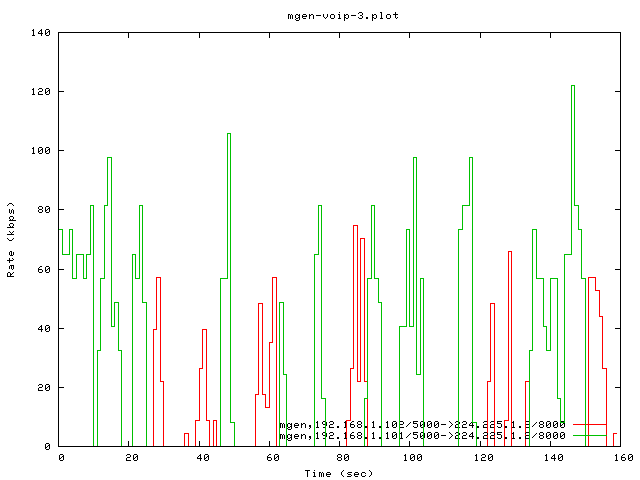 mgen-voip-3.plot
140
120
100
80
60
40
20
0
Rate (kbps)
mgen,192.168.1.102/5000->224.225.1.3/8000
mgen,192.168.1.101/5000->224.225.1.3/8000
0 20 40 60 80 100 120 140 160
Time (sec)